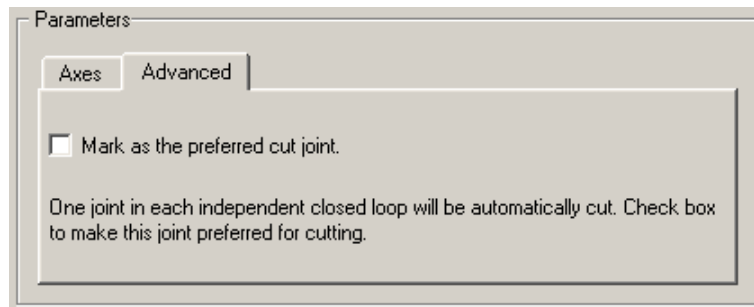 Parameters
Axes Advanced
Mark as the preferred cut joint.
One joint in each independent closed loop will be automatically cut. Check box
to make this joint preferred for cutting.